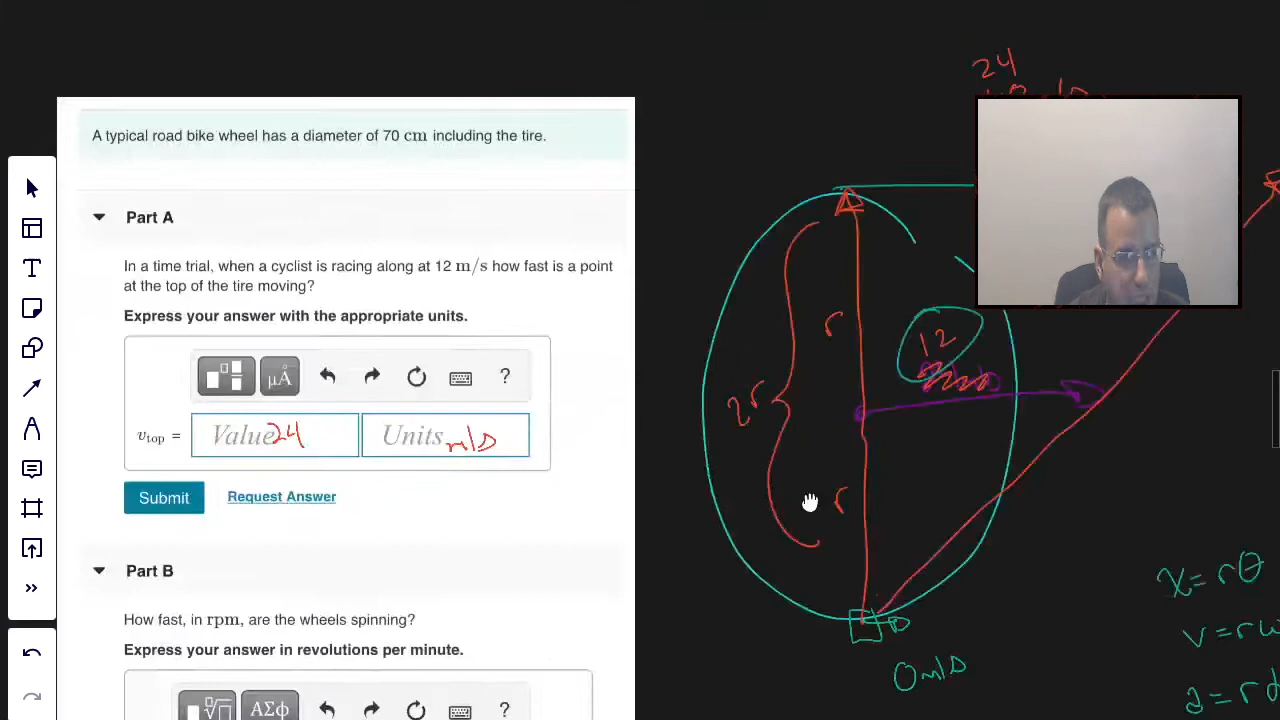 A typical road bike wheel has a diameter of 70 cm including the tire.
Part A
In a time trial, when a cyclist is racing along at 12 m/s how fast is a point
at the top of the tire moving?
Express your answer with the appropriate units.
μÅ
?
v top =
Value 24
Units m/s
Submit
Request Answer
Part B
How fast, in rpm, are the wheels spinning?
Express your answer in revolutions per minute.
ΑΣφ
?
24
r
12
2r
r
0 m/s
x = rθ
v = rω
a = r